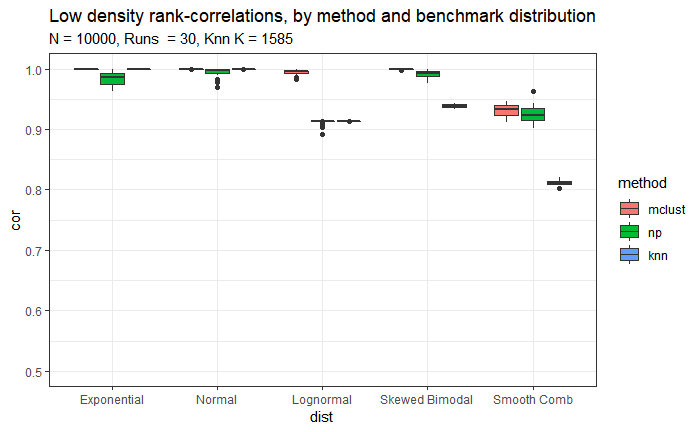 Low density rank-correlations, by method and benchmark distribution
N = 10000, Runs  = 30, Knn K = 1585
1.0
0.9
0.8
0.7
0.6
0.5
cor
Exponential
Normal
Lognormal
Skewed Bimodal
Smooth Comb
dist
method
mclust
np
knn